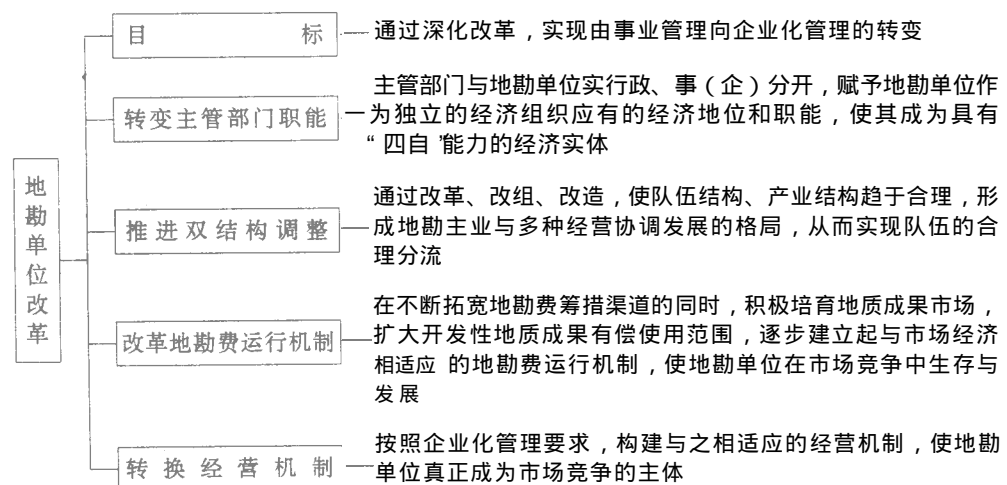 地勘单位改革
目标
通过深化改革，实现由事业管理向企业化管理的转变
转变主管部门职能
主管部门与地勘单位实行政、事（企）分开，赋予地勘单位作
为独立的经济组织应有的经济地位和职能，使其成为具有
“四自”能力的经济实体
推进双结构调整
通过改革、改组、改造，使队伍结构、产业结构趋于合理，形
成地勘主业与多种经营协调发展的格局，从而实现队伍的合
理分流
改革地勘费运行机制
在不断拓宽地勘费筹措渠道的同时，积极培育地质成果市场，
扩大开发性地质成果有偿使用范围，逐步建立起与市场经济
相适应 的地勘费运行机制，使地勘单位在市场竞争中生存与
发展
转换经营机制
按照企业化管理要求，构建与之相适应的经营机制，使地勘
单位真正成为市场竞争的主体